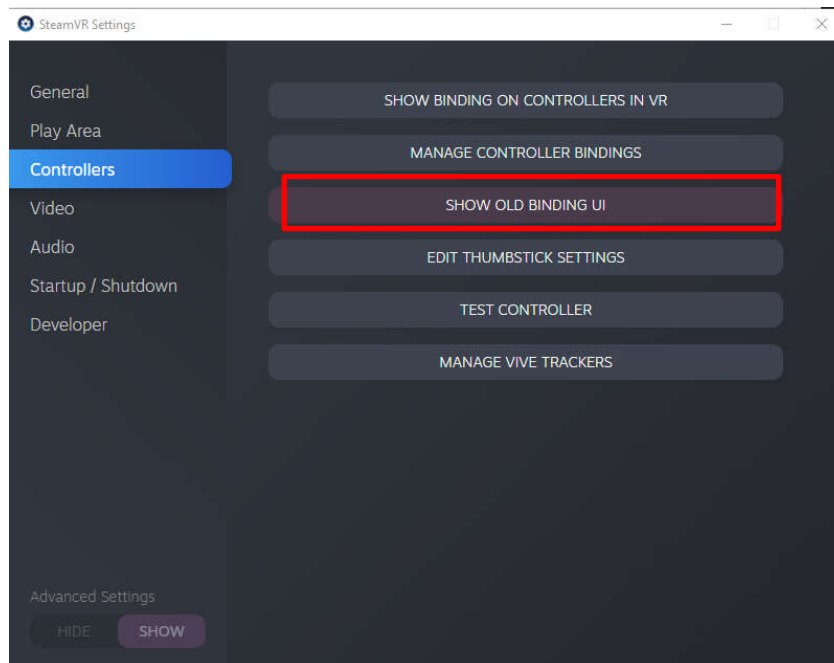 SteamVR Settings
General
Play Area
Controllers
Video
Audio
Startup / Shutdown
Developer
SHOW BINDING ON CONTROLLERS IN VR
MANAGE CONTROLLER BINDINGS
SHOW OLD BINDING UI
EDIT THUMBSTICK SETTINGS
TEST CONTROLLER
MANAGE VIVE TRACKERS
Advanced Settings
HIDE SHOW